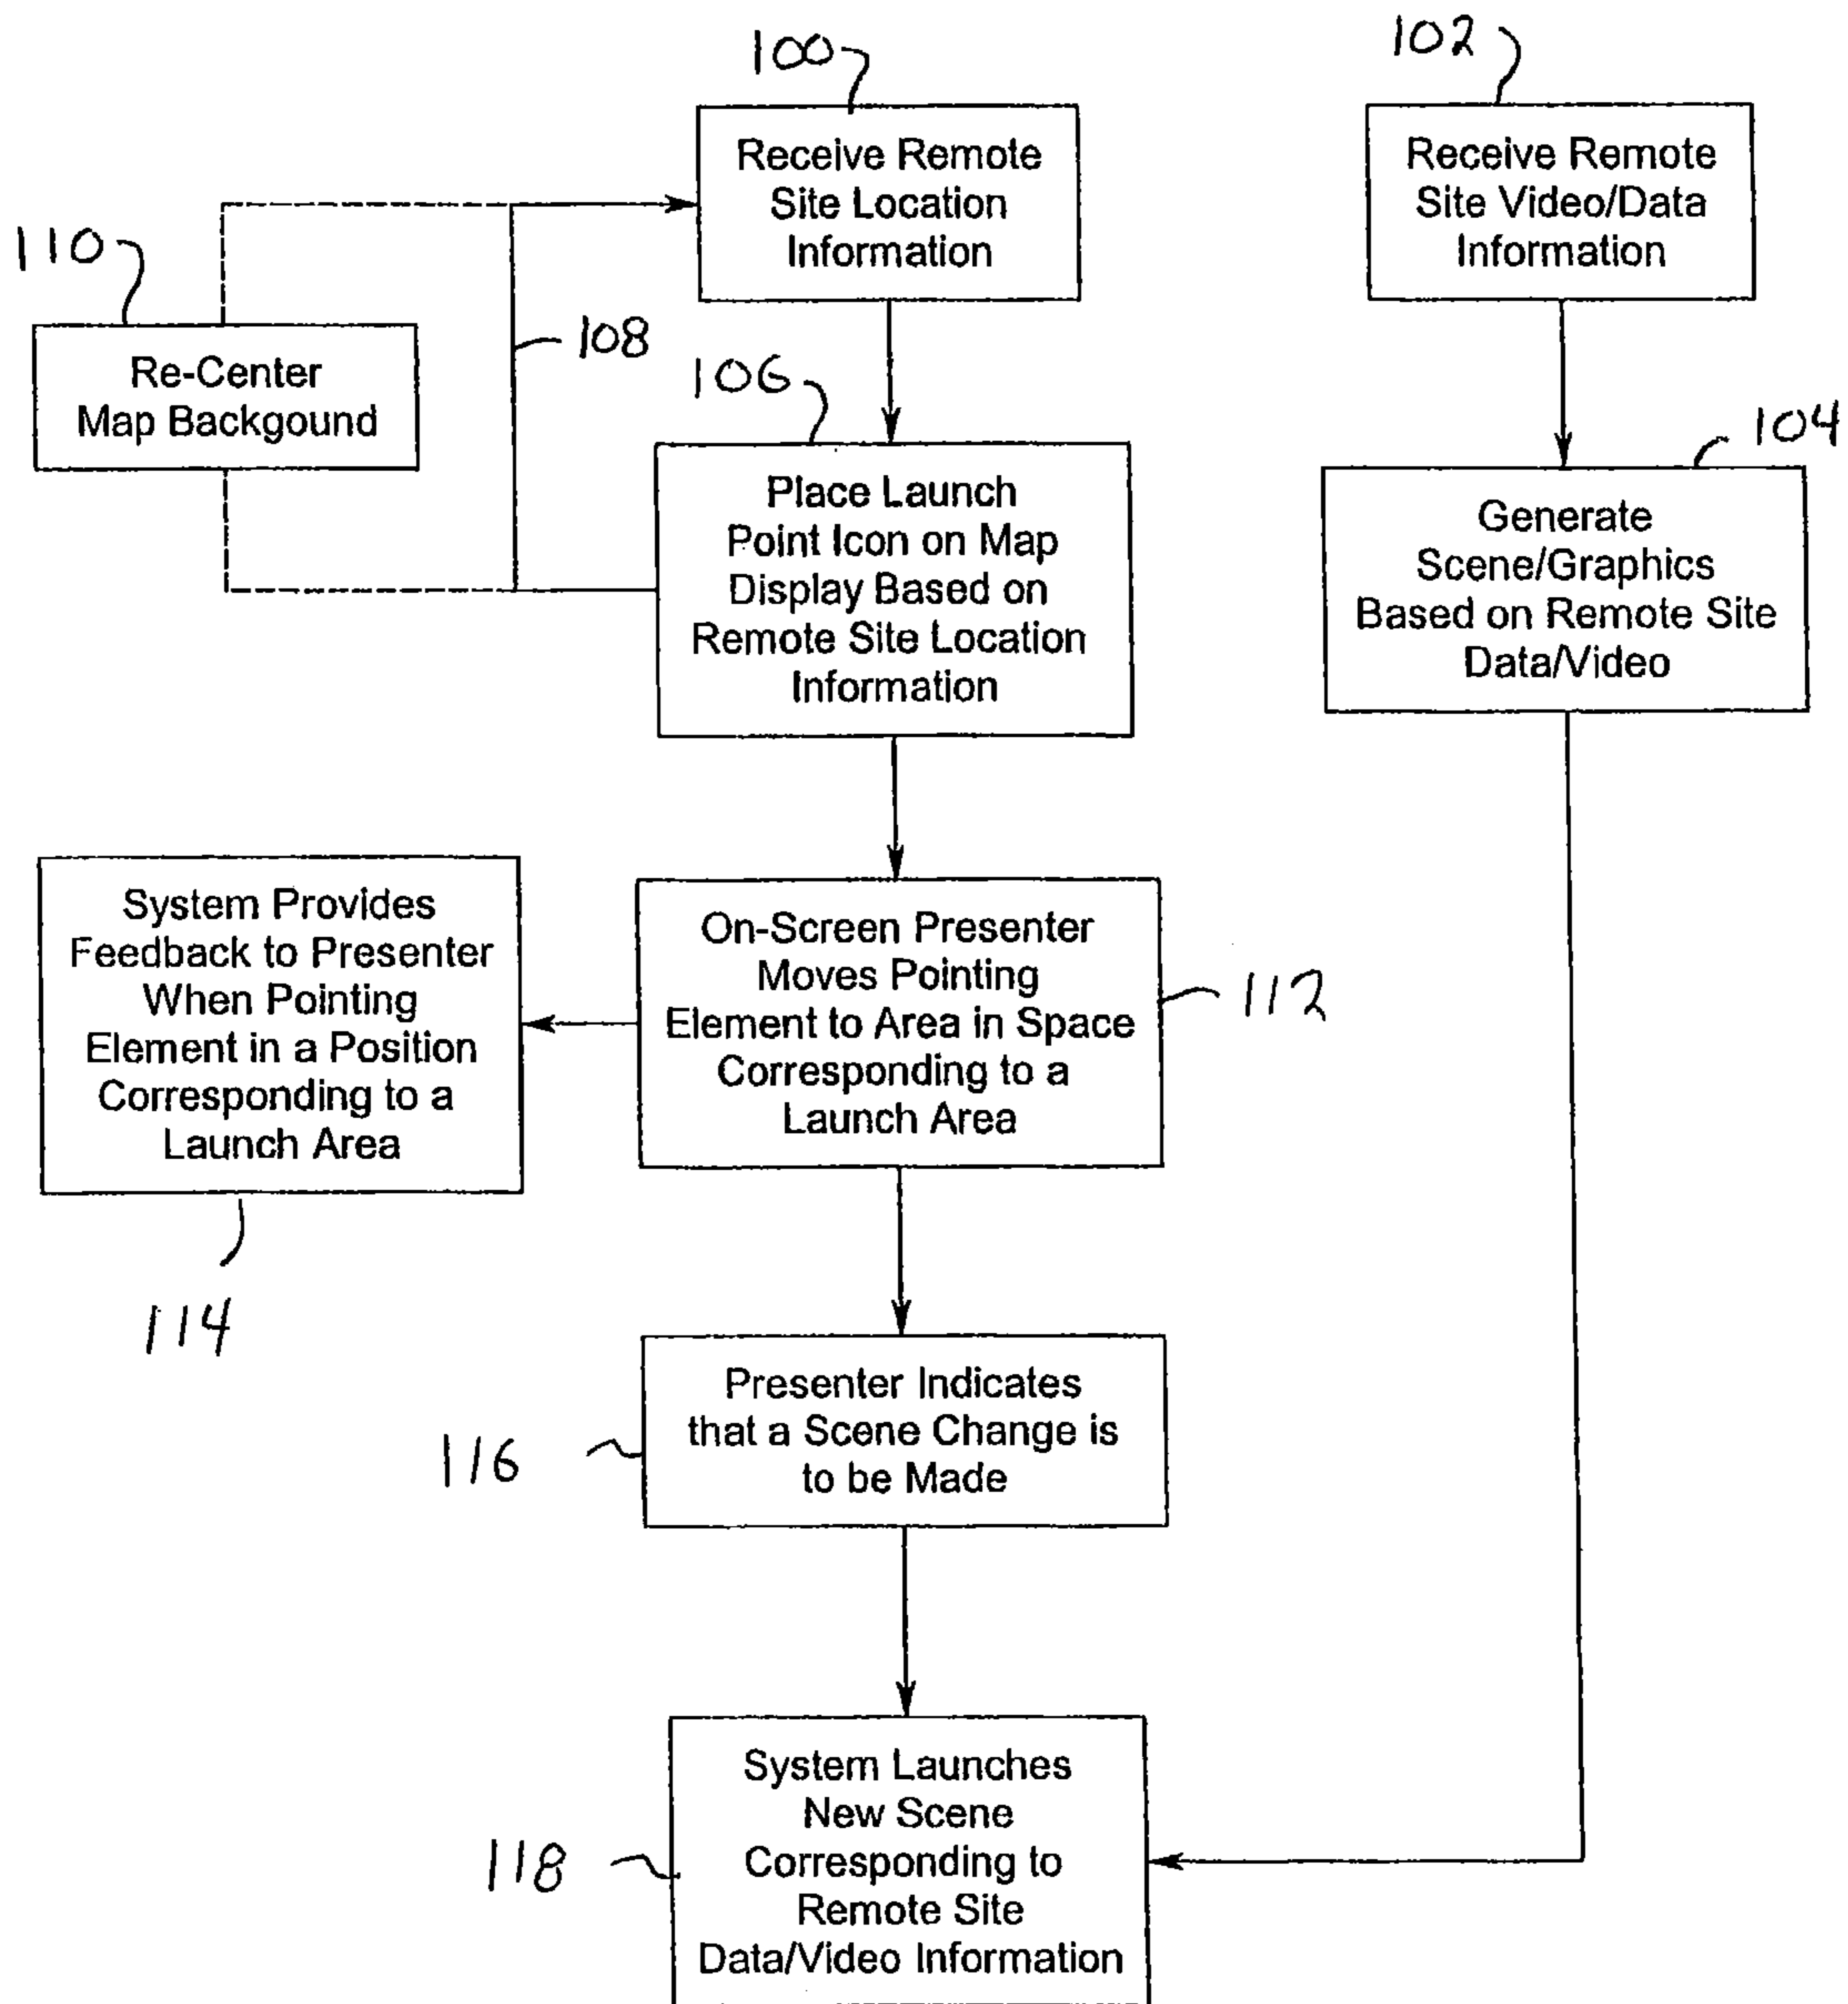 100
102
Receive Remote
Site Location
Information
Receive Remote
Site Video/Data
Information
110
Re-Center
Map Backgound
108
106
104
Place Launch
Point Icon on Map
Display Based on
Remote Site Location
Information
Generate
Scene/Graphics
Based on Remote Site
Data/Video
System Provides
Feedback to Presenter
When Pointing
Element in a Position
Corresponding to a
Launch Area
114
On-Screen Presenter
Moves Pointing
Element to Area in Space
Corresponding to a
Launch Area
112
Presenter Indicates
that a Scene Change is
to be Made
116
System Launches
New Scene
Corresponding to
Remote Site
Data/Video Information
118